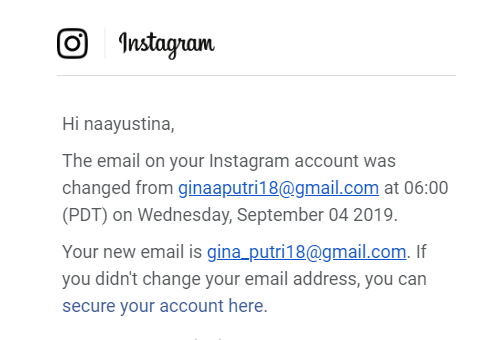 Instagram
Hi naayustina,
The email on your Instagram account was
changed from ginaaputri18@gmail.com at 06:00
(PDT) on Wednesday, September 04 2019.
Your new email is gina_putri18@gmail.com. If
you didn't change your email address, you can
secure your account here.